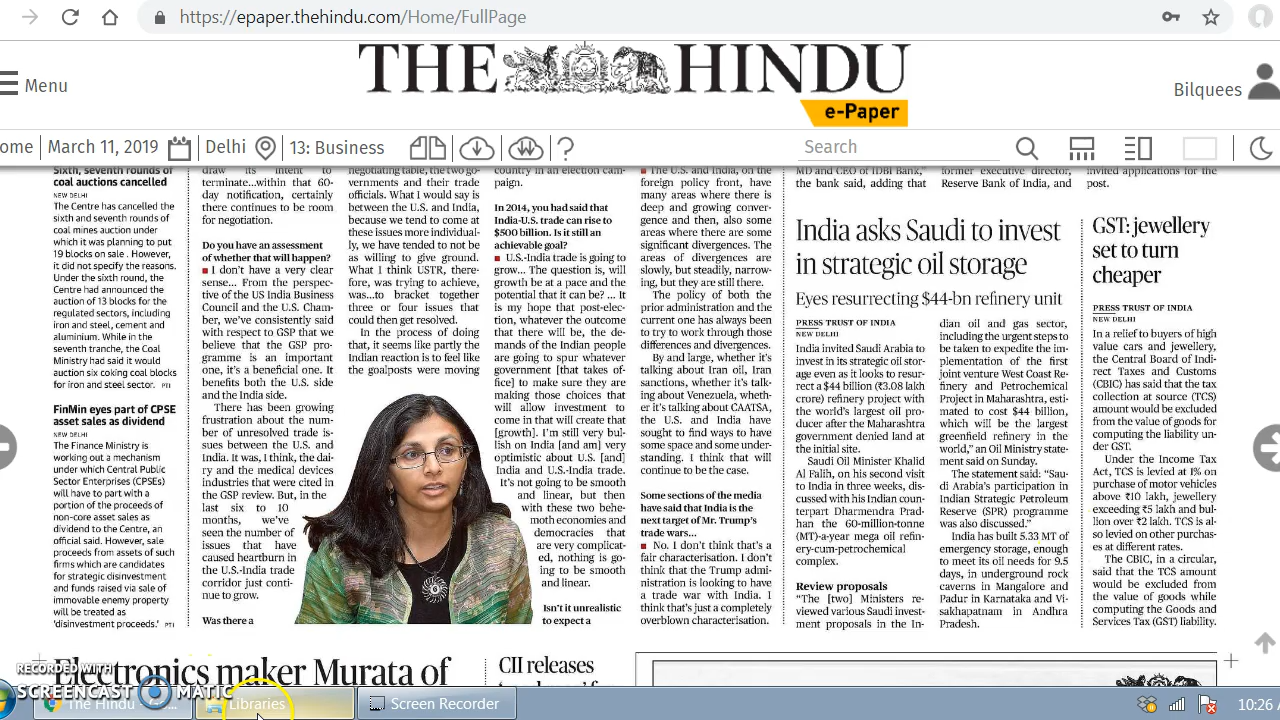 https://epaper.thehindu.com/Home/FullPage
THE HINDU
e-Paper
Menu
Bilquees
ome
March 11, 2019
Delhi
13: Business
?
Search
Sixth, seventh rounds of
coal auctions cancelled
NEW DELHI
The Centre has cancelled the
sixth and seventh rounds of
coal mines auction under
which it was planning to put
19 blocks on sale . However,
it did not specify the reasons.
Under the sixth round, the
Centre had announced the
auction of 13 blocks for the
regulated sectors, including
iron and steel, cement and
aluminium. While in the
seventh tranche, the Coal
Ministry had said it would
auction six coking coal blocks
for iron and steel sector. PTI
FinMin eyes part of CPSE
asset sales as dividend
NEW DELHI
The Finance Ministry is
working out a mechanism
under which Central Public
Sector Enterprises (CPSEs)
will have to part with a
portion of the proceeds of
non-core asset sales as
dividend to the Centre, an
official said. However, sale
proceeds from assets of such
firms which are candidates
for strategic disinvestment
and funds raised via sale of
immovable enemy property
will be treated as
'disinvestment proceeds.' PTI
draw its intent to
terminate...within that 60-
day notification, certainly
there continues to be room
for negotiation.
Do you have an assessment
of whether that will happen?
I don't have a very clear
sense... From the perspec-
tive of the US India Business
Council and the U.S. Cham-
ber, we've consistently said
with respect to GSP that we
believe that the GSP pro-
gramme is an important
one, it's a beneficial one. It
benefits both the U.S. side
and the India side.
There has been growing
frustration about the num-
ber of unresolved trade is-
sues between the U.S. and
India. It was, I think, the dai-
ry and the medical devices
industries that were cited in
the GSP review. But, in the
last six to 10
months, we've
seen the number of
issues that have
caused heartburn in
the U.S.-India trade
corridor just conti-
nue to grow.
Was there a
negotiating table, the two go-
vernments and their trade
officials. What I would say is
between the U.S. and India,
because we tend to come at
these issues more individual-
ly, we have tended to not be
as willing to give ground.
What I think USTR, there-
fore, was trying to achieve,
was...to bracket together
three or four issues that
could then get resolved.
In the process of doing
that, it seems like partly the
Indian reaction is to feel like
the goalposts were moving
country in an election cam-
paign.
In 2014, you had said that
India-U.S. trade can rise to
$500 billion. Is it still an
achievable goal?
U.S.-India trade is going to
grow... The question is, will
growth be at a pace and the
potential that it can be? ... It
is my hope that post-elec-
tion, whatever the outcome
that there will be, the de-
mands of the Indian people
are going to spur whatever
government [that takes of-
fice] to make sure they are
making those choices that
will allow investment to
come in that will create that
[growth]. I'm still very bul-
lish on India [and am] very
optimistic about U.S. [and]
India and U.S.-India trade.
It's not going to be smooth
and linear, but then
with these two behe-
moth economies and
democracies that
are very complicat-
ed, nothing is go-
ing to be smooth
and linear.
Isn't it unrealistic
to expect a
The U.S. and India, on the
foreign policy front, have
many areas where there is
deep and growing conver-
gence and then, also some
areas where there are some
significant divergences. The
areas of divergences are
slowly, but steadily, narrow-
ing, but they are still there.
The policy of both the
prior administration and the
current one has always been
to try to work through those
differences and divergences.
By and large, whether it's
talking about Iran oil, Iran
sanctions, whether it's talk-
ing about Venezuela, wheth-
er it's talking about CAATSA,
the U.S. and India have
sought to find ways to have
some space and some under-
standing. I think that will
continue to be the case.
Some sections of the media
have said that India is the
next target of Mr. Trump's
trade wars...
No. I don't think that's a
fair characterisation. I don't
think that the Trump admi-
nistration is looking to have
a trade war with India. I
think that's just a completely
overblown characterisation.
MD and CEO of IDBI Bank,"
the bank said, adding that
former executive director,
Reserve Bank of India, and
invited applications for the
post.
India asks Saudi to invest
in strategic oil storage
Eyes resurrecting $44-bn refinery unit
PRESS TRUST OF INDIA
NEW DELHI
India invited Saudi Arabia to
invest in its strategic oil stor-
age even as it looks to resur-
rect a $44 billion (₹3.08 lakh
crore) refinery project with
the world's largest oil pro-
ducer after the Maharashtra
government denied land at
the initial site.
Saudi Oil Minister Khalid
Al Falih, on his second visit
to India in three weeks, dis-
cussed with his Indian coun-
terpart Dharmendra Prad-
han the 60-million-tonne
(MT)-a-year mega oil refin-
ery-cum-petrochemical
complex.
Review proposals
"The [two] Ministers re-
viewed various Saudi invest-
ment proposals in the In-
dian oil and gas sector,
including the urgent steps to
be taken to expedite the im-
plementation of the first
joint venture West Coast Re-
finery and Petrochemical
Project in Maharashtra, esti-
mated to cost $44 billion,
which will be the largest
greenfield refinery in the
world," an Oil Ministry state-
ment said on Sunday.
The statement said: "Sau-
di Arabia's participation in
Indian Strategic Petroleum
Reserve (SPR) programme
was also discussed."
India has built 5.33 MT of
emergency storage, enough
to meet its oil needs for 9.5
days, in underground rock
caverns in Mangalore and
Padur in Karnataka and Vi-
sakhapatnam in Andhra
Pradesh.
GST: jewellery
set to turn
cheaper
PRESS TRUST OF INDIA
NEW DELHI
In a relief to buyers of high
value cars and jewellery,
the Central Board of Indi-
rect Taxes and Customs
(CBIC) has said that the tax
collection at source (TCS)
amount would be excluded
from the value of goods for
computing the liability un-
der GST.
Under the Income Tax
Act, TCS is levied at 1% on
purchase of motor vehicles
above ₹10 lakh, jewellery
exceeding ₹5 lakh and bul-
lion over ₹2 lakh. TCS is al-
so levied on other purchas-
es at different rates.
The CBIC, in a circular,
said that the TCS amount
would be excluded from
the value of goods while
computing the Goods and
Services Tax (GST) liability.
Electronics maker Murata of
CII releases
RECORDED WITH
SCREENCAST MATIC
The Hindu
Libraries
Screen Recorder
10:26